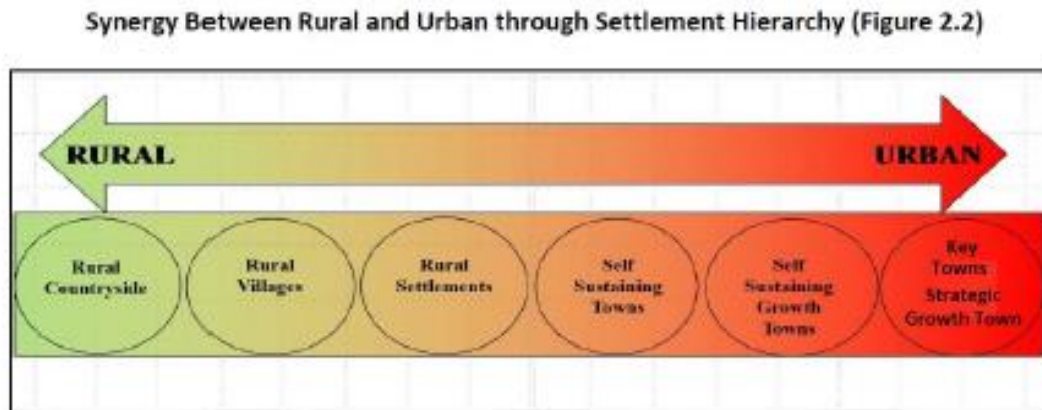 Synergy Between Rural and Urban through Settlement Hierarchy (Figure 2.2)
RURAL
URBAN
Rural
Countryside
Rural
Villages
Rural
Settlements
Self
Sustaining
Towns
Self
Sustaining
Growth
Towns
Key
Towns
Strategic
Growth Town